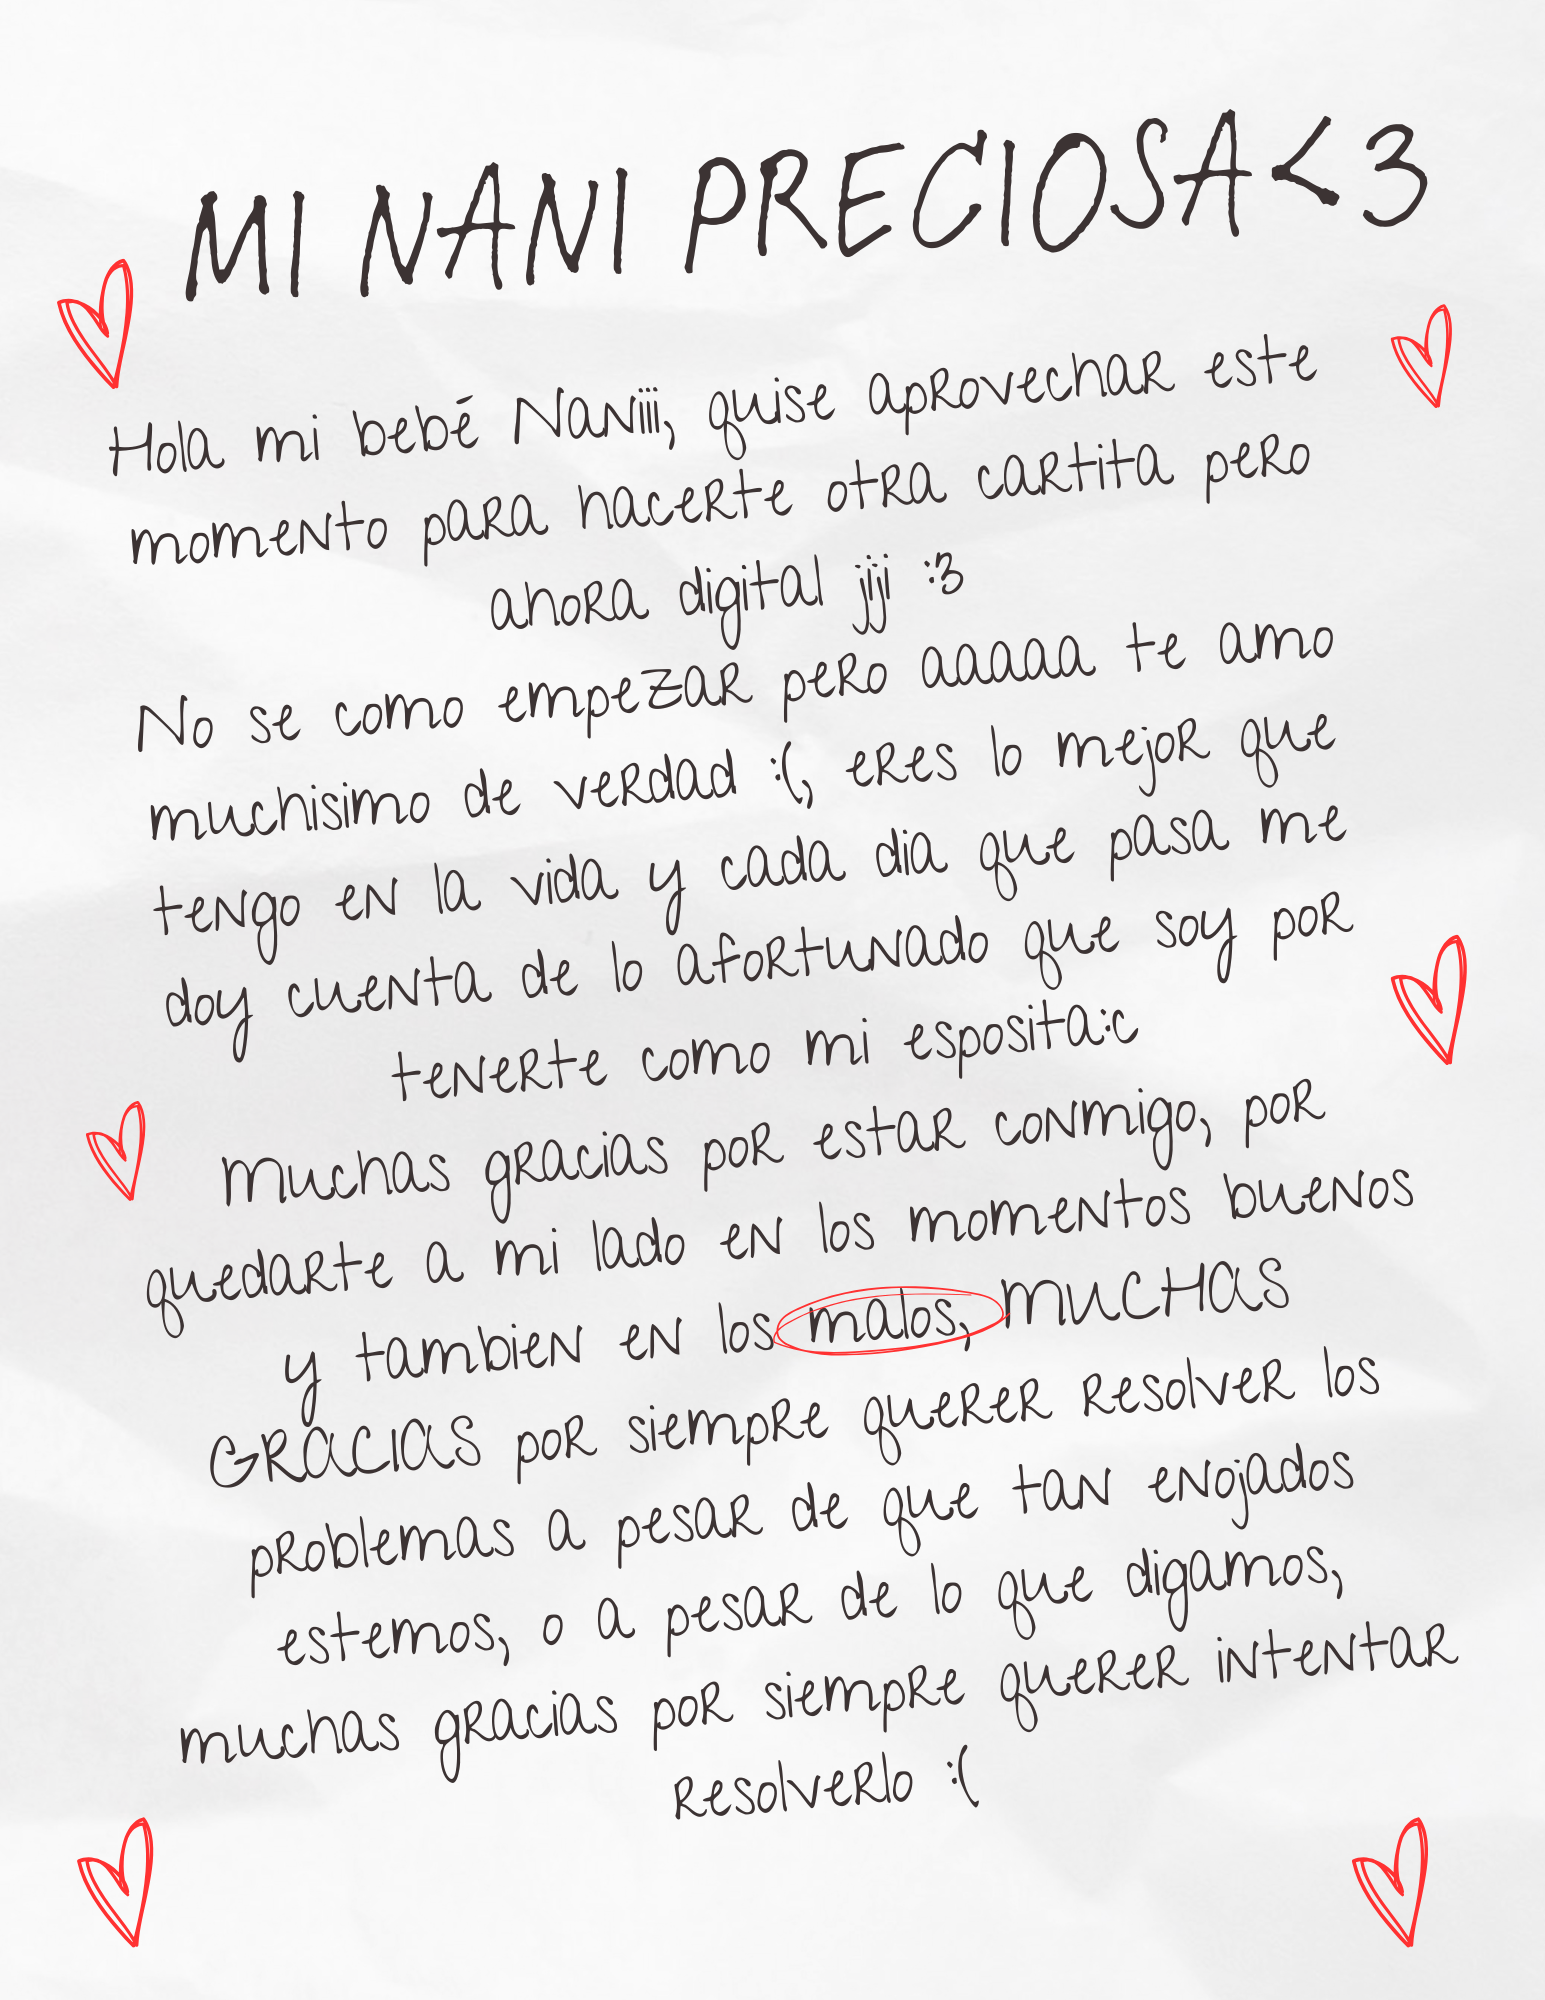 MI NANI PRECIOSA<3
Hola mi bebé Naniiii, quise aprovechar este
momento para hacerte otra cartita pero
ahora digital jiji :3
No se como empezar pero aaaaa te amo
muchisimo de verdad :(, eres lo mejor que
tengo en la vida y cada dia que pasa me
doy cuenta de lo afortunado que soy por
tenerte como mi esposita:c
Muchas gracias por estar conmigo, por
quedarte a mi lado en los momentos buenos
y tambien en los malos, MUCHAS
GRACIAS por siempre querer resolver los
problemas a pesar de que tan enojados
estemos, o a pesar de lo que digamos,
muchas gracias por siempre querer intentar
resolverlo :(